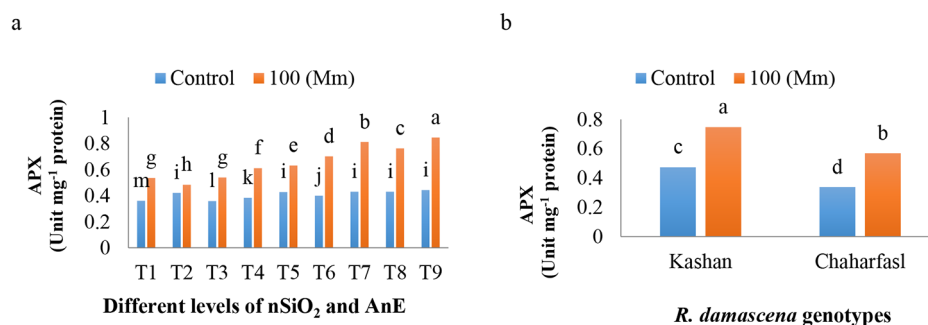 a
Control 100 (Mm)
APX
(Unit mg⁻¹ protein)
1
0.8
0.6
0.4
0.2
0
m g i h l g k f i e j d i b i c i a
T1 T2 T3 T4 T5 T6 T7 T8 T9
Different levels of nSiO₂ and AnE
b
Control 100 (Mm)
APX
(Unit mg⁻¹ protein)
0.8
0.6
0.4
0.2
0
c a d b
Kashan Chaharfasl
R. damascena genotypes